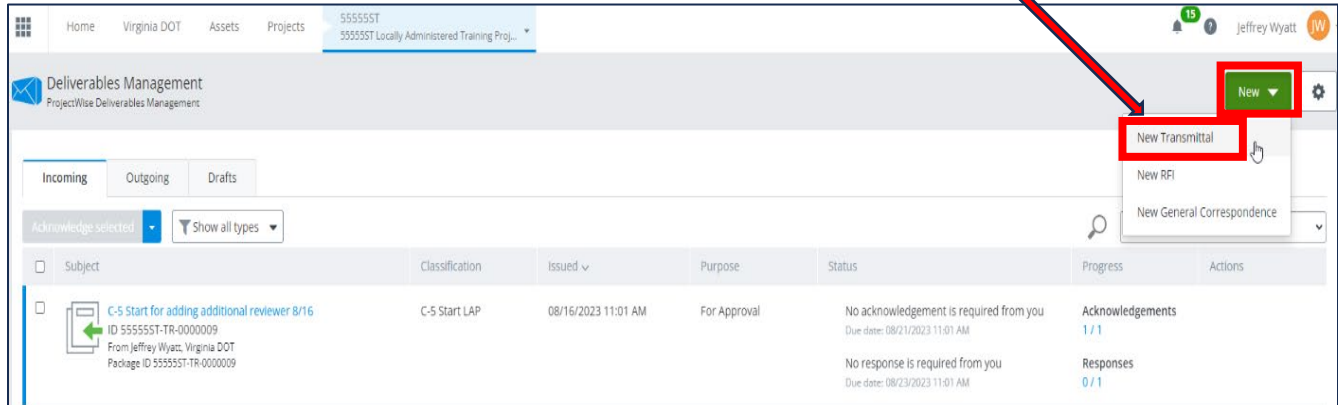 Home Virginia DOT Assets Projects 55555ST 15 Jeffrey Wyatt JW
55555ST Locally Administered Training Proj...
Deliverables Management
ProjectWise Deliverables Management
New
New Transmittal
New RFI
New General Correspondence
Incoming Outgoing Drafts
Acknowledge selected Show all types
Subject Classification Issued Purpose Status Progress Actions
C-5 Start for adding additional reviewer 8/16 C-5 Start LAP 08/16/2023 11:01 AM For Approval No acknowledgement is required from you Acknowledgements
ID 55555ST-TR-0000009 Due date: 08/21/2023 11:01 AM 1 / 1
From Jeffrey Wyatt, Virginia DOT
Package ID 55555ST-TR-0000009 No response is required from you Responses
Due date: 08/23/2023 11:01 AM 0 / 1